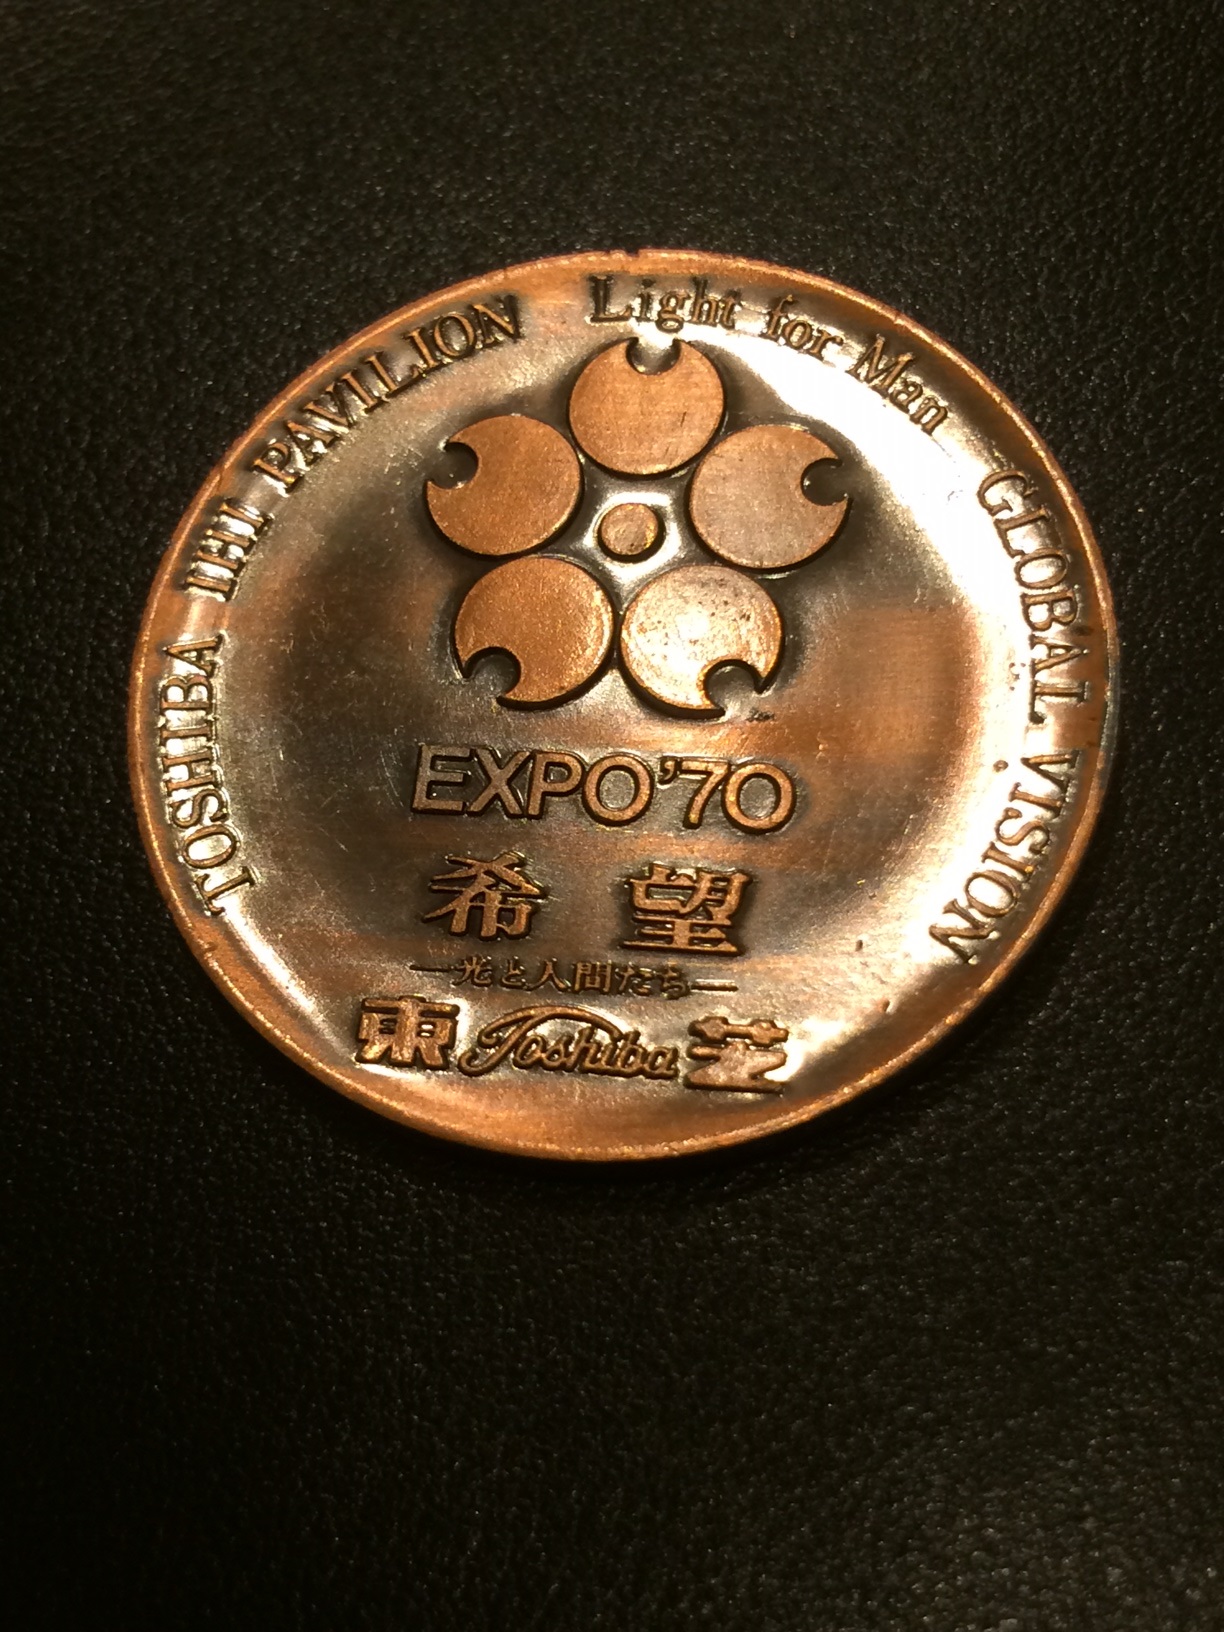 TOSHIBA IHI PAVILION Light for Man GLOBAL VISION
EXPO'70
希望
—光と人間たち—
東 Toshiba 芝